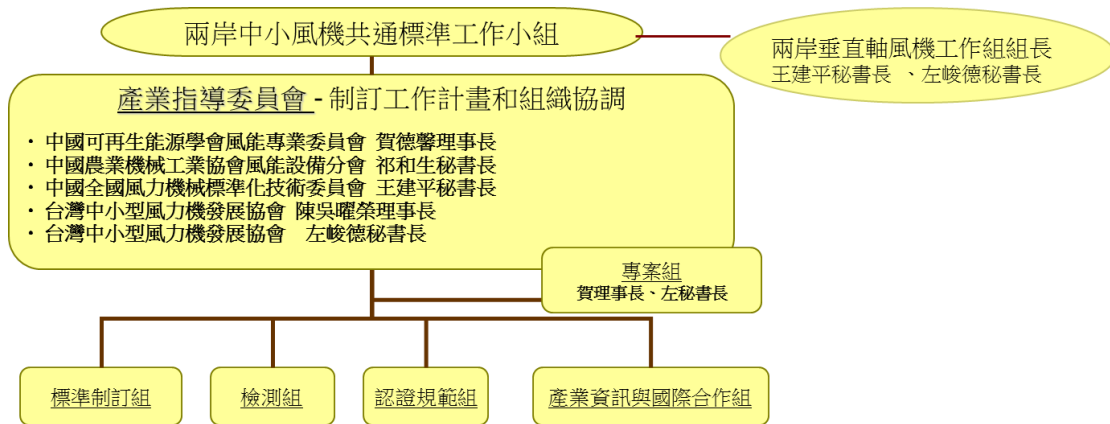 兩岸中小風機共通標準工作小組
兩岸垂直軸風機工作組組長
王建平秘書長 、左峻德秘書長
產業指導委員會 - 制訂工作計畫和組織協調
・ 中國可再生能源學會風能專業委員會 賀德馨理事長
・ 中國農業機械工業協會風能設備分會 祁和生秘書長
・ 中國全國風力機械標準化技術委員會 王建平秘書長
・ 台灣中小型風力機發展協會 陳吳曜榮理事長
・ 台灣中小型風力機發展協會 左峻德秘書長
專案組
賀理事長、左秘書長
標準制訂組
檢測組
認證規範組
產業資訊與國際合作組